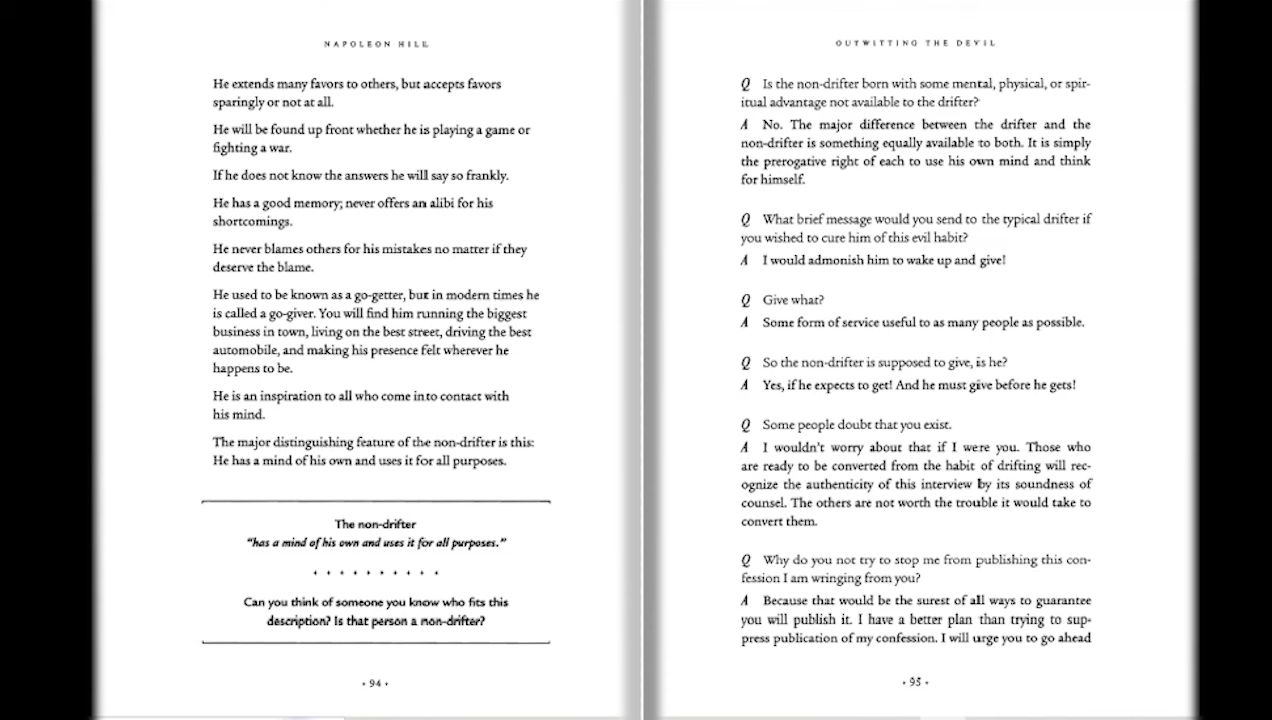 NAPOLEON HILL
He extends many favors to others, but accepts favors
sparingly or not at all.
He will be found up front whether he is playing a game or
fighting a war.
If he does not know the answers he will say so frankly.
He has a good memory; never offers an alibi for his
shortcomings.
He never blames others for his mistakes no matter if they
deserve the blame.
He used to be known as a go-getter, but in modern times he
is called a go-giver. You will find him running the biggest
business in town, living on the best street, driving the best
automobile, and making his presence felt wherever he
happens to be.
He is an inspiration to all who come into contact with
his mind.
The major distinguishing feature of the non-drifter is this:
He has a mind of his own and uses it for all purposes.
The non-drifter
"has a mind of his own and uses it for all purposes."
Can you think of someone you know who fits this
description? Is that person a non-drifter?
• 94 •
OUTWITTING THE DEVIL
Q Is the non-drifter born with some mental, physical, or spir-
itual advantage not available to the drifter?
A No. The major difference between the drifter and the
non-drifter is something equally available to both. It is simply
the prerogative right of each to use his own mind and think
for himself.
Q What brief message would you send to the typical drifter if
you wished to cure him of this evil habit?
A I would admonish him to wake up and give!
Q Give what?
A Some form of service useful to as many people as possible.
Q So the non-drifter is supposed to give, is he?
A Yes, if he expects to get! And he must give before he gets!
Q Some people doubt that you exist.
A I wouldn't worry about that if I were you. Those who
are ready to be converted from the habit of drifting will rec-
ognize the authenticity of this interview by its soundness of
counsel. The others are not worth the trouble it would take to
convert them.
Q Why do you not try to stop me from publishing this con-
fession I am wringing from you?
A Because that would be the surest of all ways to guarantee
you will publish it. I have a better plan than trying to sup-
press publication of my confession. I will urge you to go ahead
• 95 •